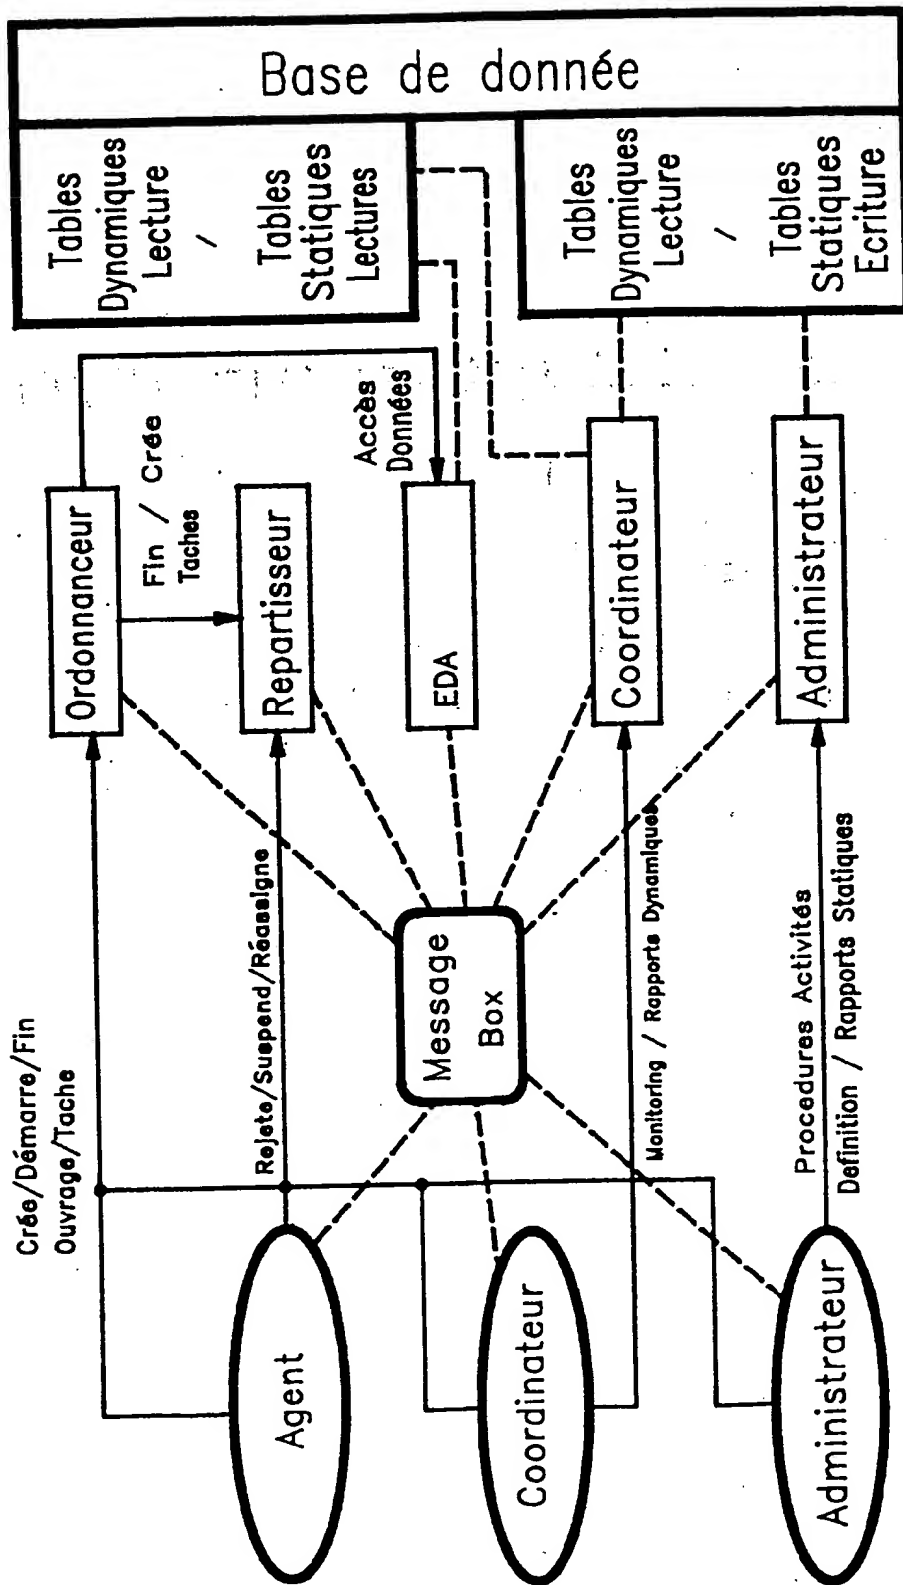 Base de donnée
Tables
Dynamiques
Lecture
/
Tables
Statiques
Lectures
Tables
Dynamiques
Lecture
/
Tables
Statiques
Ecriture
Ordonnanceur
Fin / Crée
Taches
Repartisseur
Accès
Données
EDA
Coordinateur
Administrateur
Crée/Démarre/Fin
Ouvrage/Tache
Rejete/Suspend/Réassigne
Message
Box
Monitoring / Rapports Dynamiques
Procedures Activités
Definition / Rapports Statiques
Agent
Coordinateur
Administrateur